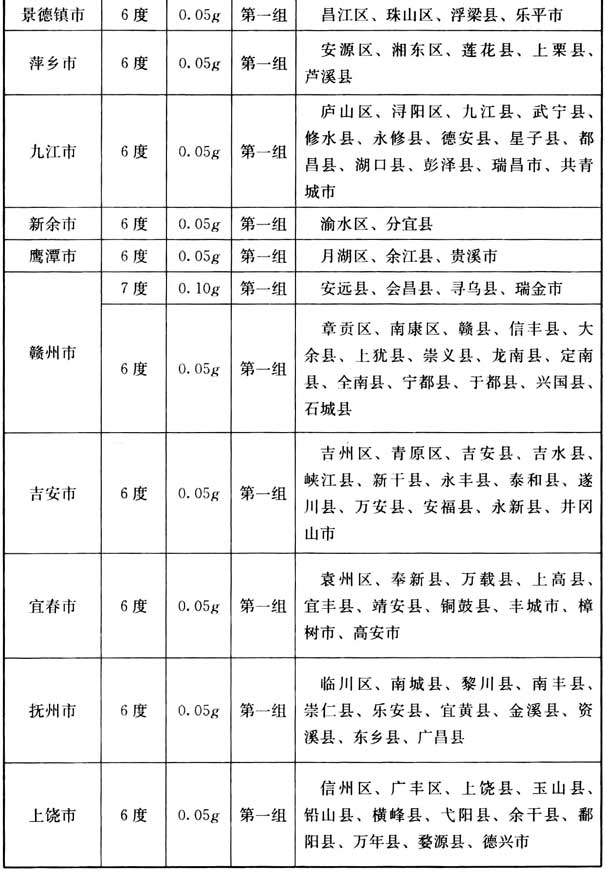 景德镇市 6度 0.05g 第一组 昌江区、珠山区、浮梁县、乐平市
萍乡市 6度 0.05g 第一组 安源区、湘东区、莲花县、上栗县、
芦溪县
九江市 6度 0.05g 第一组 庐山区、浔阳区、九江县、武宁县、
修水县、永修县、德安县、星子县、都
昌县、湖口县、彭泽县、瑞昌市、共青
城市
新余市 6度 0.05g 第一组 渝水区、分宜县
鹰潭市 6度 0.05g 第一组 月湖区、余江县、贵溪市
赣州市 7度 0.10g 第一组 安远县、会昌县、寻乌县、瑞金市
6度 0.05g 第一组 章贡区、南康区、赣县、信丰县、大
余县、上犹县、崇义县、龙南县、定南
县、全南县、宁都县、于都县、兴国县、
石城县
吉安市 6度 0.05g 第一组 吉州区、青原区、吉安县、吉水县、
峡江县、新干县、永丰县、泰和县、遂
川县、万安县、安福县、永新县、井冈
山市
宜春市 6度 0.05g 第一组 袁州区、奉新县、万载县、上高县、
宜丰县、靖安县、铜鼓县、丰城市、樟
树市、高安市
抚州市 6度 0.05g 第一组 临川区、南城县、黎川县、南丰县、
崇仁县、乐安县、宜黄县、金溪县、资
溪县、东乡县、广昌县
上饶市 6度 0.05g 第一组 信州区、广丰区、上饶县、玉山县、
铅山县、横峰县、弋阳县、余干县、鄱
阳县、万年县、婺源县、德兴市